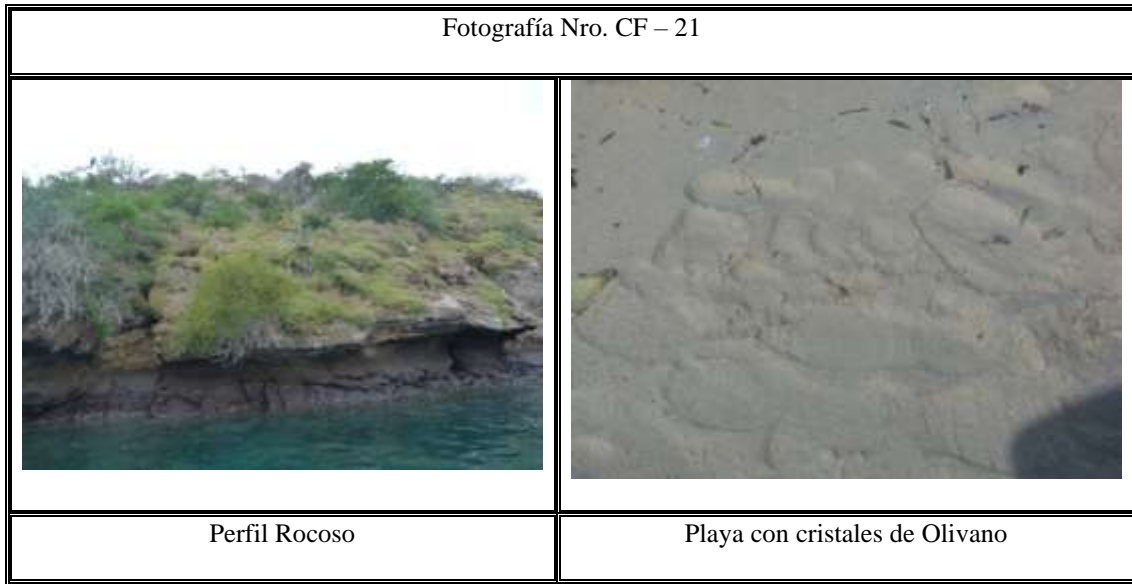 Fotografía Nro. CF – 21
Perfil Rocoso
Playa con cristales de Olivano